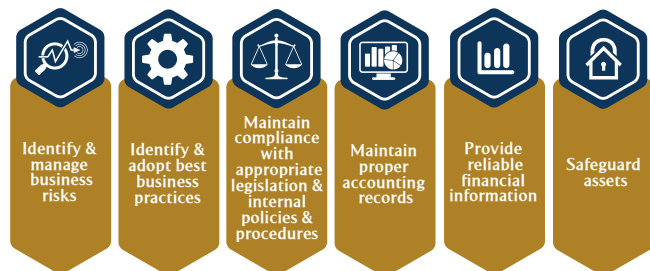 Identify &
manage
business
risks
Identify &
adopt best
business
practices
Maintain
compliance
with
appropriate
legislation &
internal
policies &
procedures
Maintain
proper
accounting
records
Provide
reliable
financial
information
Safeguard
assets